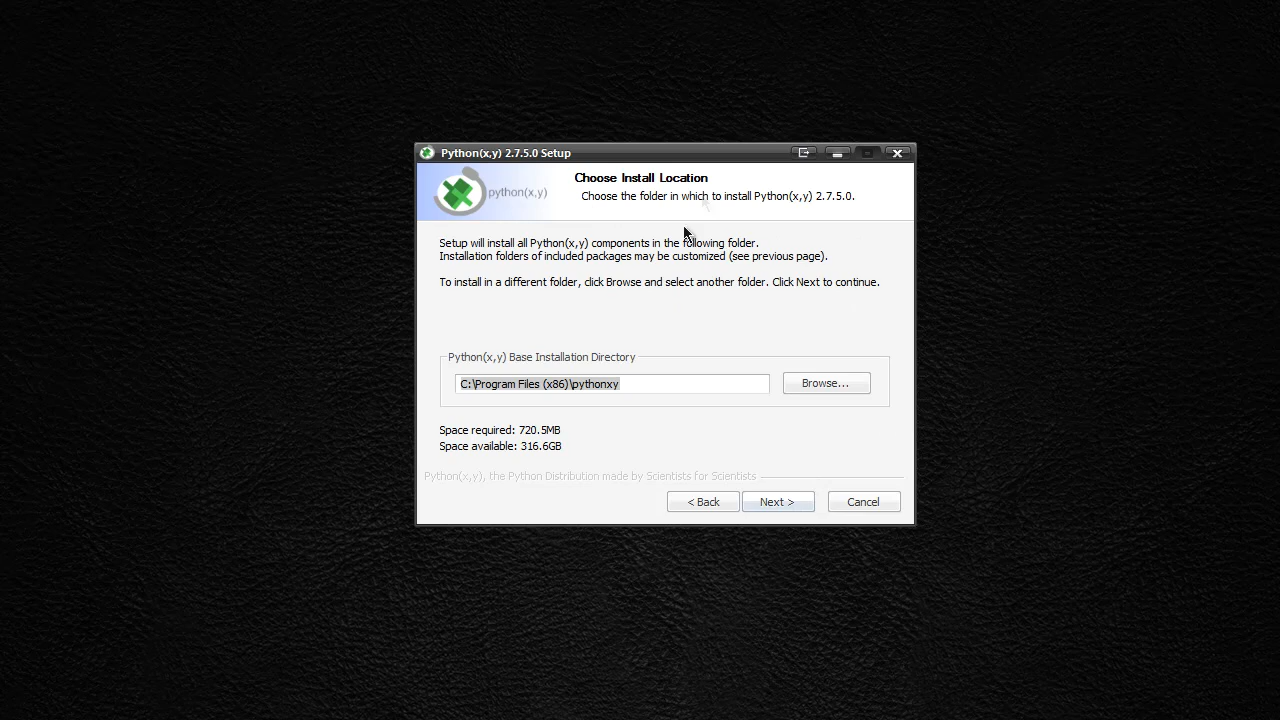 Python(x,y) 2.7.5.0 Setup
python(x,y)
Choose Install Location
Choose the folder in which to install Python(x,y) 2.7.5.0.
Setup will install all Python(x,y) components in the following folder.
Installation folders of included packages may be customized (see previous page).
To install in a different folder, click Browse and select another folder. Click Next to continue.
Python(x,y) Base Installation Directory
C:\Program Files (x86)\pythonxy
Browse...
Space required: 720.5MB
Space available: 316.6GB
Python(x,y), the Python Distribution made by Scientists for Scientists
< Back Next > Cancel